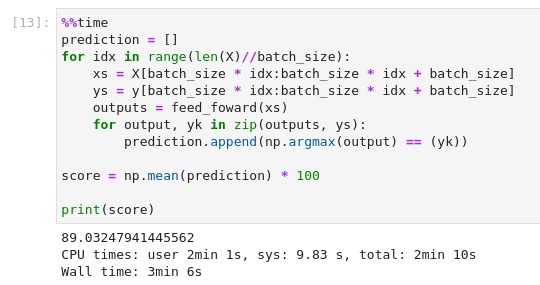 [13]: %%time
prediction = []
for idx in range(len(X)//batch_size):
    xs = X[batch_size * idx:batch_size * idx + batch_size]
    ys = y[batch_size * idx:batch_size * idx + batch_size]
    outputs = feed_foward(xs)
    for output, yk in zip(outputs, ys):
        prediction.append(np.argmax(output) == (yk))
score = np.mean(prediction) * 100
print(score)
89.03247941445562
CPU times: user 2min 1s, sys: 9.83 s, total: 2min 10s
Wall time: 3min 6s